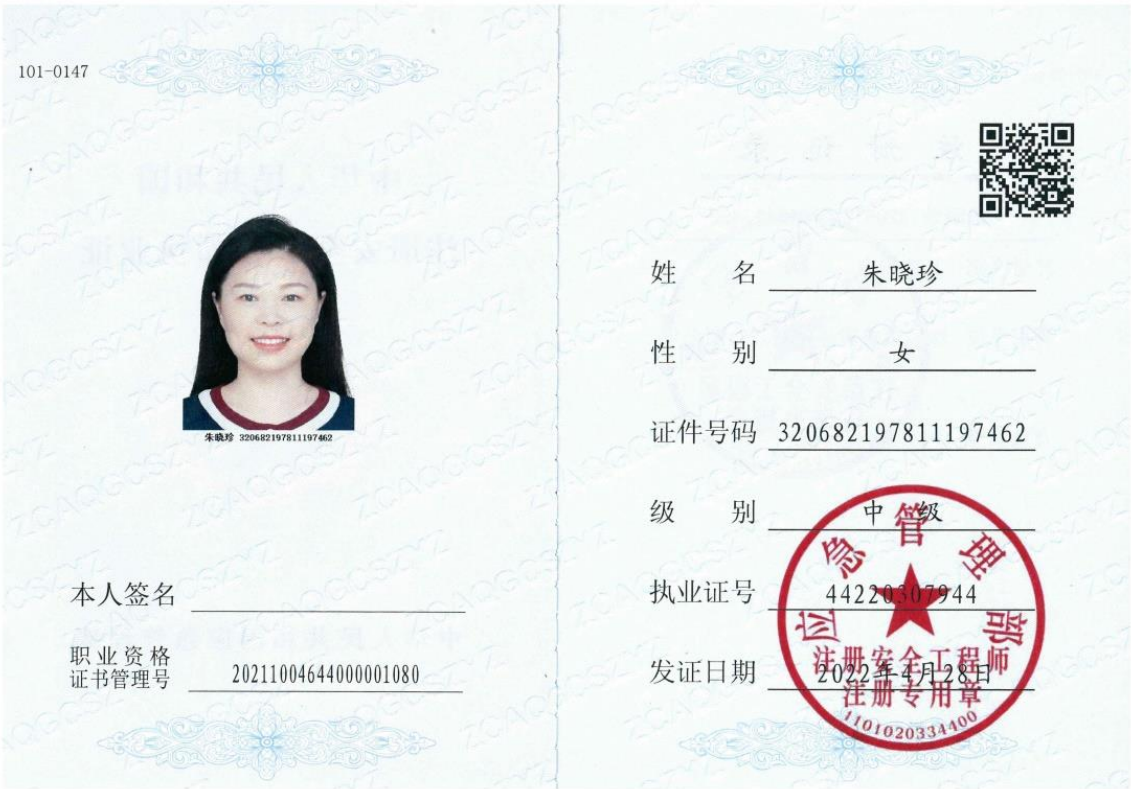 101-0147
朱晓珍 320682197811197462
本人签名
职业资格
证书管理号 20211004644000001080
姓名 朱晓珍
性别 女
证件号码 320682197811197462
级别 中级
执业证号 44220307944
发证日期 2022年4月28日
应急管理部
注册安全工程师
注册专用章
1101020334400
ZCAQGCSZYZ